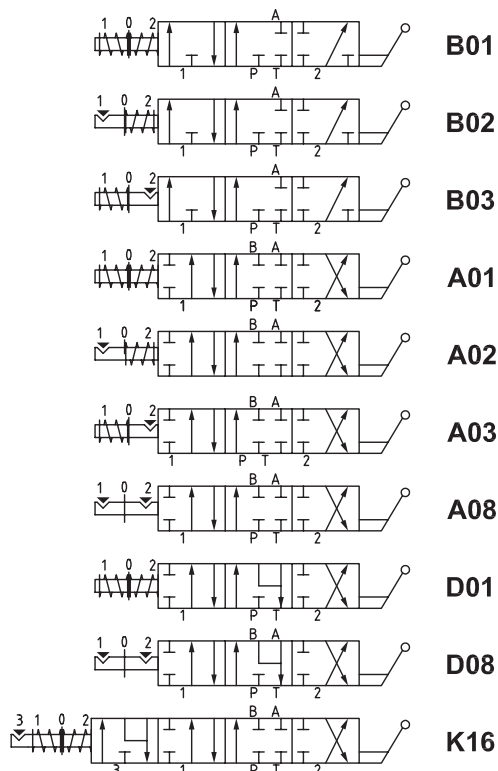 1 0 2 A B01
1 P T 2
1 0 2 A B02
1 P T 2
1 0 2 A B03
1 P T 2
1 0 2 B A A01
1 P T 2
1 0 2 B A A02
1 P T 2
1 0 2 B A A03
1 P T 2
1 0 2 B A A08
1 P T 2
1 0 2 B A D01
1 P T 2
1 0 2 B A D08
1 P T 2
3 1 0 2 B A K16
3 1 P T 2